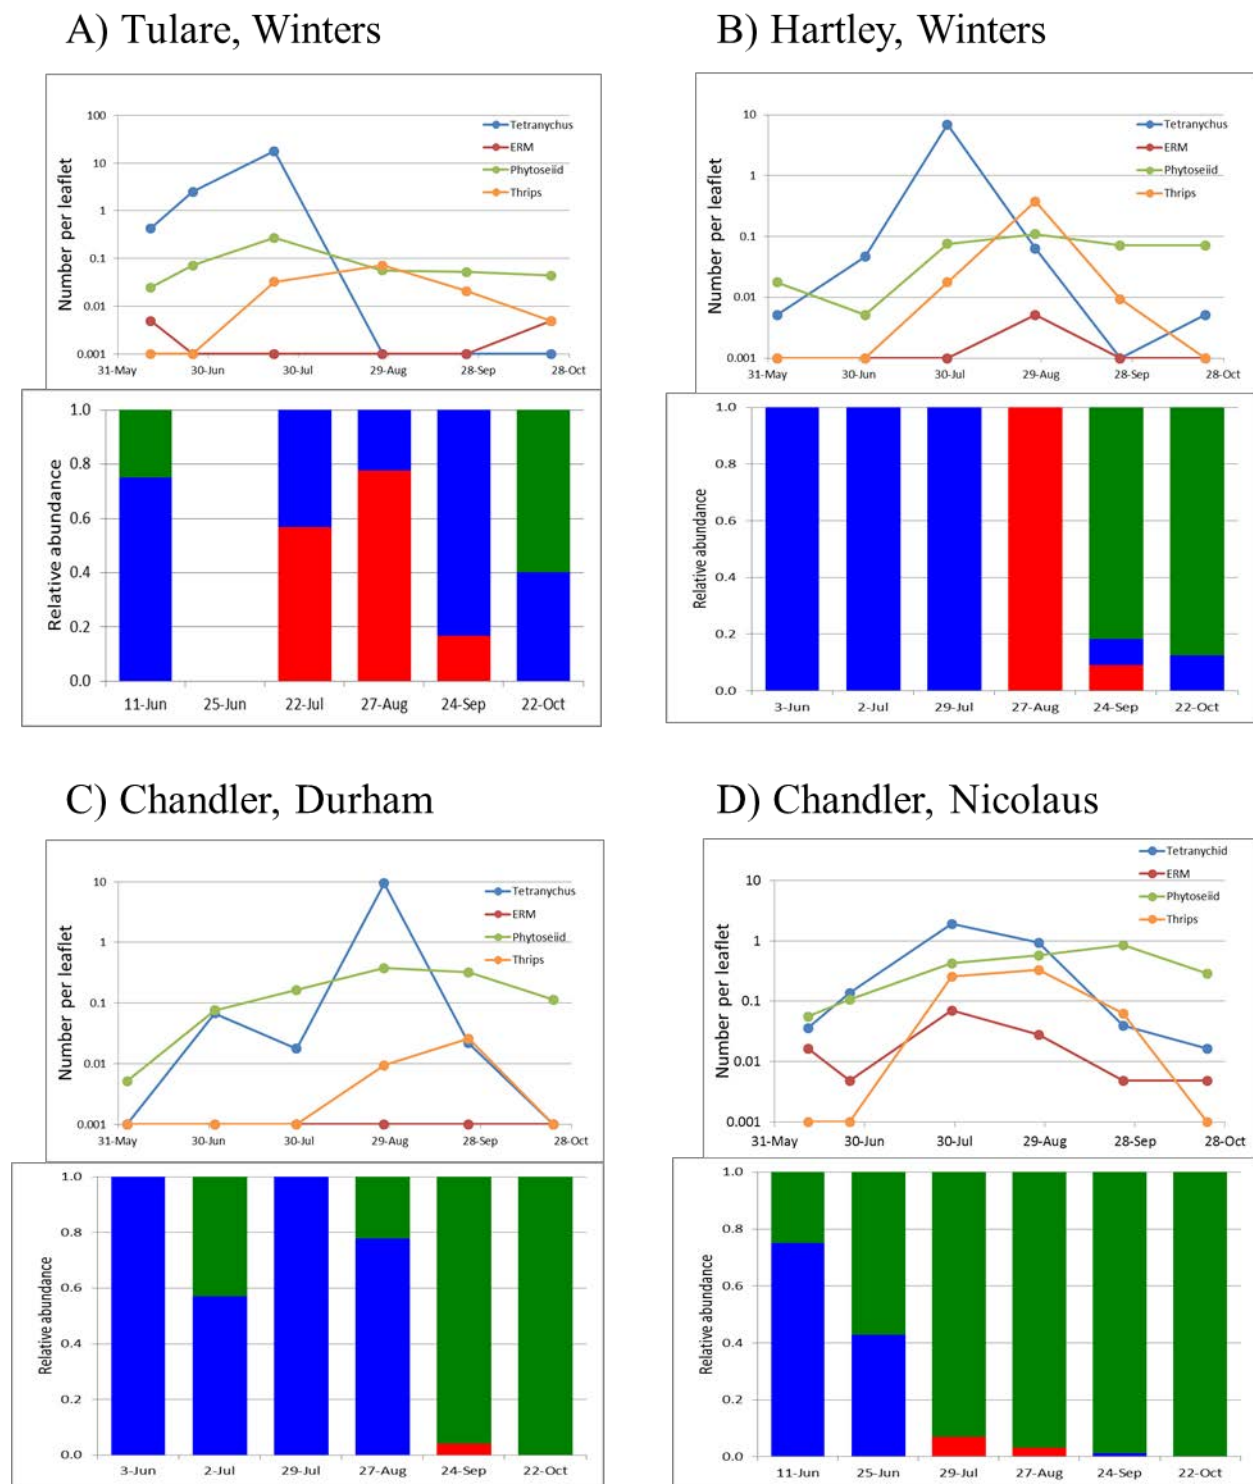 A) Tulare, Winters
B) Hartley, Winters
Number per leaflet
100
10
1
0.1
0.01
0.001
Tetranychus
ERM
Phytoseiid
Thrips
31-May 30-Jun 30-Jul 29-Aug 28-Sep 28-Oct
Relative abundance
1.0
0.8
0.6
0.4
0.2
0.0
11-Jun 25-Jun 22-Jul 27-Aug 24-Sep 22-Oct
Number per leaflet
10
1
0.1
0.01
0.001
Tetranychus
ERM
Phytoseiid
Thrips
31-May 30-Jun 30-Jul 29-Aug 28-Sep 28-Oct
Relative abundance
1.0
0.8
0.6
0.4
0.2
0.0
3-Jun 2-Jul 29-Jul 27-Aug 24-Sep 22-Oct
C) Chandler, Durham
D) Chandler, Nicolaus
Number per leaflet
10
1
0.1
0.01
0.001
Tetranychus
ERM
Phytoseiid
Thrips
31-May 30-Jun 30-Jul 29-Aug 28-Sep 28-Oct
Relative abundance
1.0
0.8
0.6
0.4
0.2
0.0
3-Jun 2-Jul 29-Jul 27-Aug 24-Sep 22-Oct
Number per leaflet
10
1
0.1
0.01
0.001
Tetranychid
ERM
Phytoseiid
Thrips
31-May 30-Jun 30-Jul 29-Aug 28-Sep 28-Oct
Relative abundance
1.0
0.8
0.6
0.4
0.2
0.0
11-Jun 25-Jun 29-Jul 27-Aug 24-Sep 22-Oct